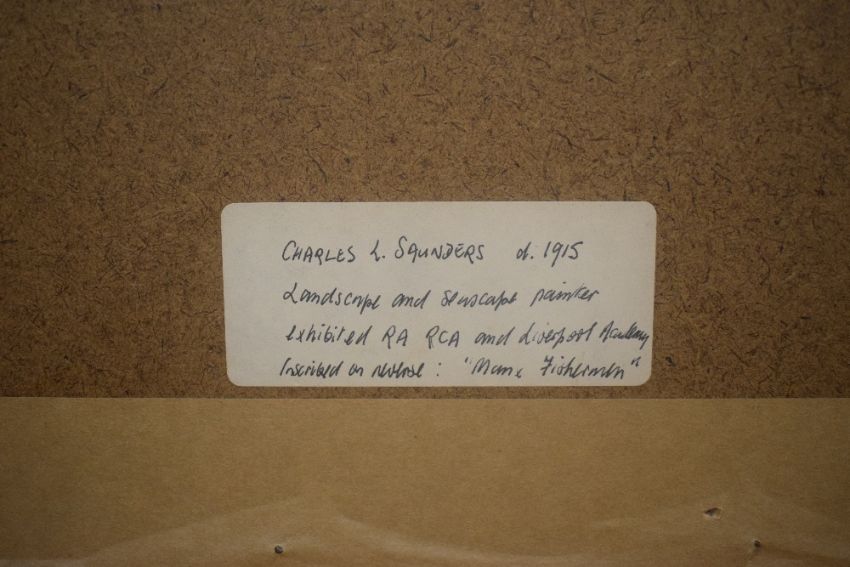 CHARLES L. SAUNDERS d. 1915
Landscape and seascape painter
exhibited RA RCA and Liverpool Academy
Inscribed on reverse: "Manx Fishermen"